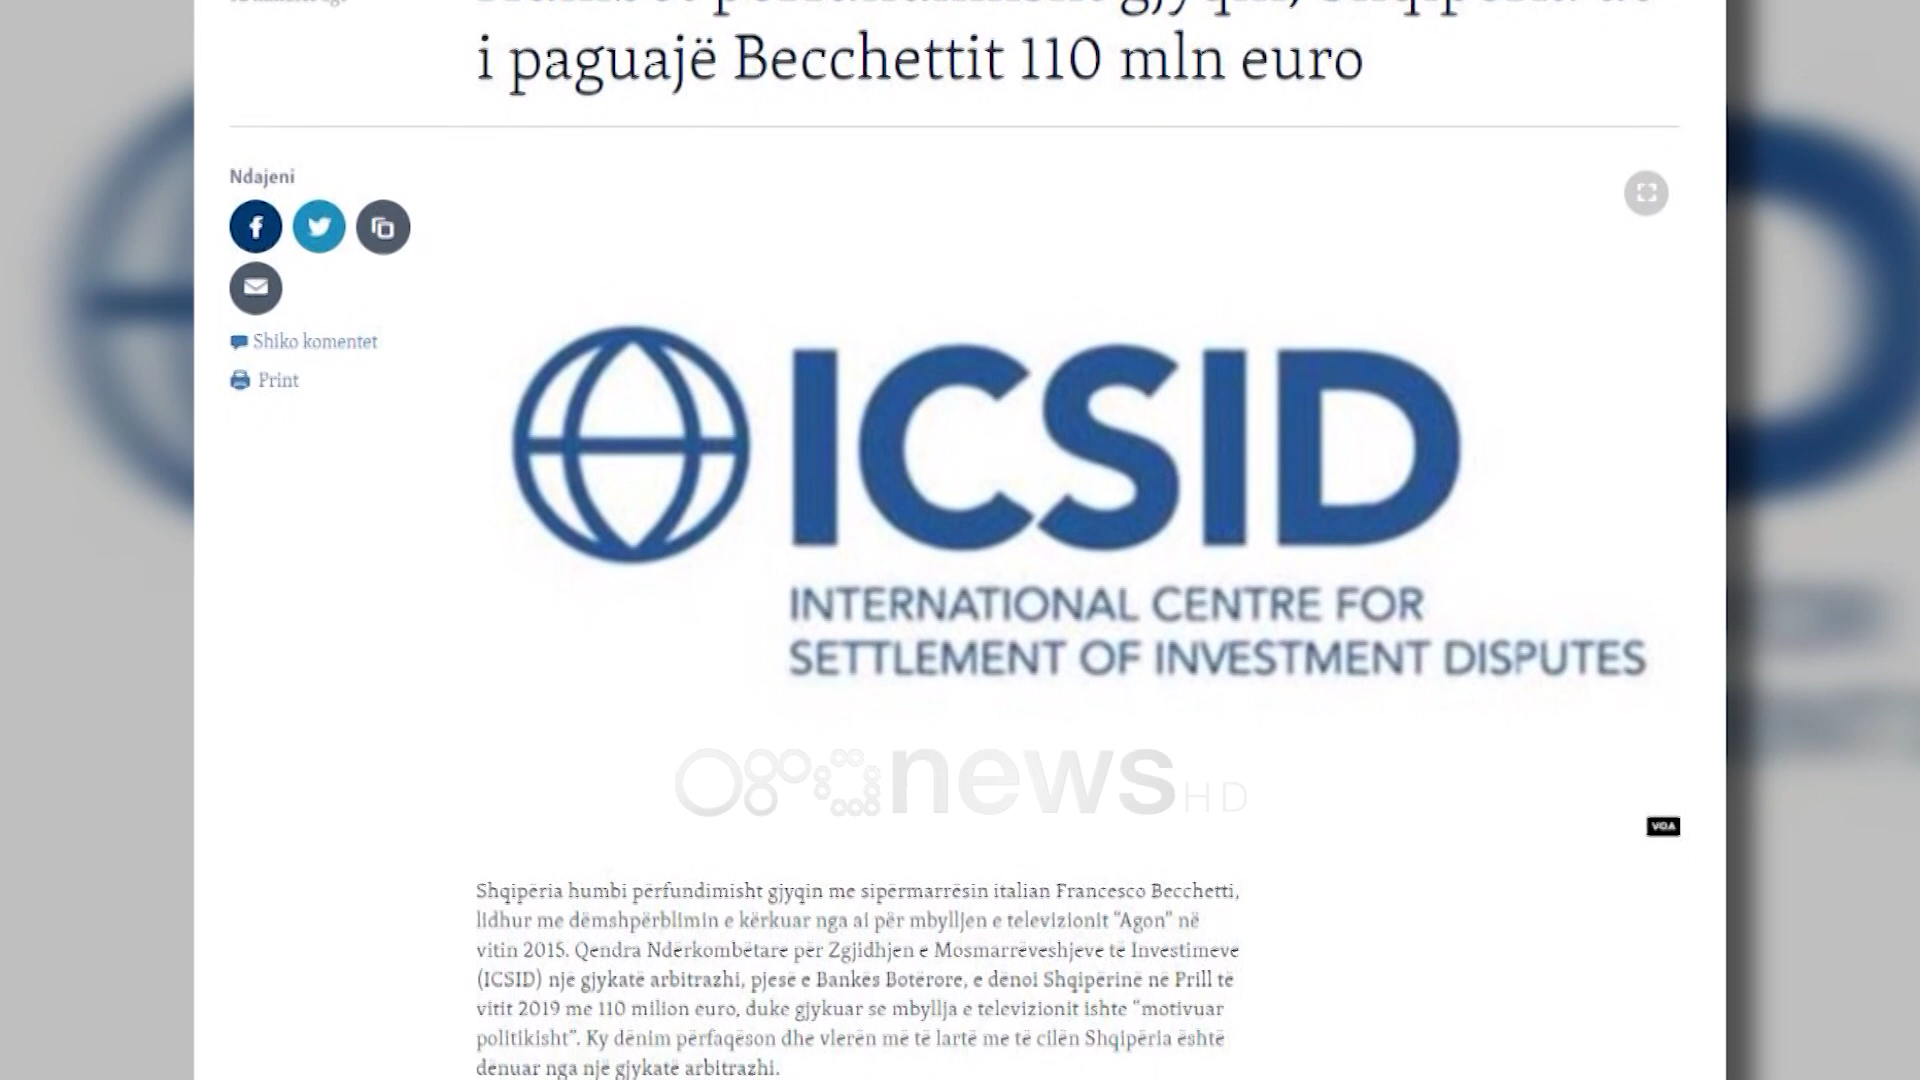 i paguajë Becchettit 110 mln euro
Ndajeni
Shiko komentet
Print
ICSID
INTERNATIONAL CENTRE FOR
SETTLEMENT OF INVESTMENT DISPUTES
news HD
VOA
Shqipëria humbi përfundimisht gjyqin me sipërmarrësin italian Francesco Becchetti,
lidhur me dëmshpërblimin e kërkuar nga ai për mbylljen e televizionit “Agon” në
vitin 2015. Qendra Ndërkombëtare për Zgjidhjen e Mosmarrëveshjeve të Investimeve
(ICSID) një gjykatë arbitrazhi, pjesë e Bankës Botërore, e dënoi Shqipërinë në Prill të
vitit 2019 me 110 milion euro, duke gjykuar se mbyllja e televizionit ishte “motivuar
politikisht”. Ky dënim përfaqëson dhe vlerën më të lartë me të cilën Shqipëria është
dënuar nga një gjykatë arbitrazhi.